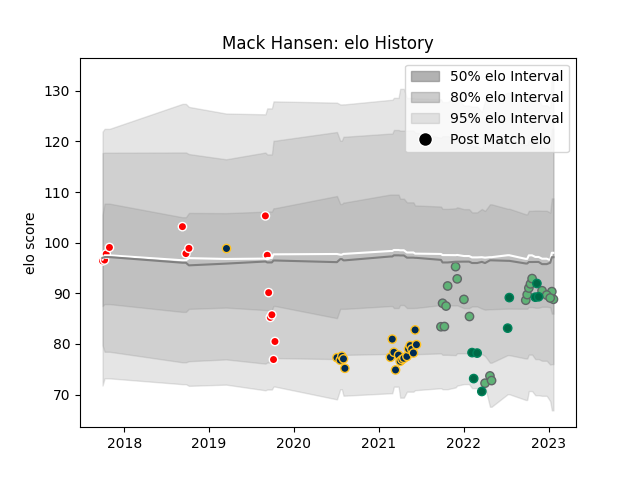 Mack Hansen: elo History
50% elo Interval
80% elo Interval
95% elo Interval
Post Match elo
elo score
130
120
110
100
90
80
70
2018 2019 2020 2021 2022 2023